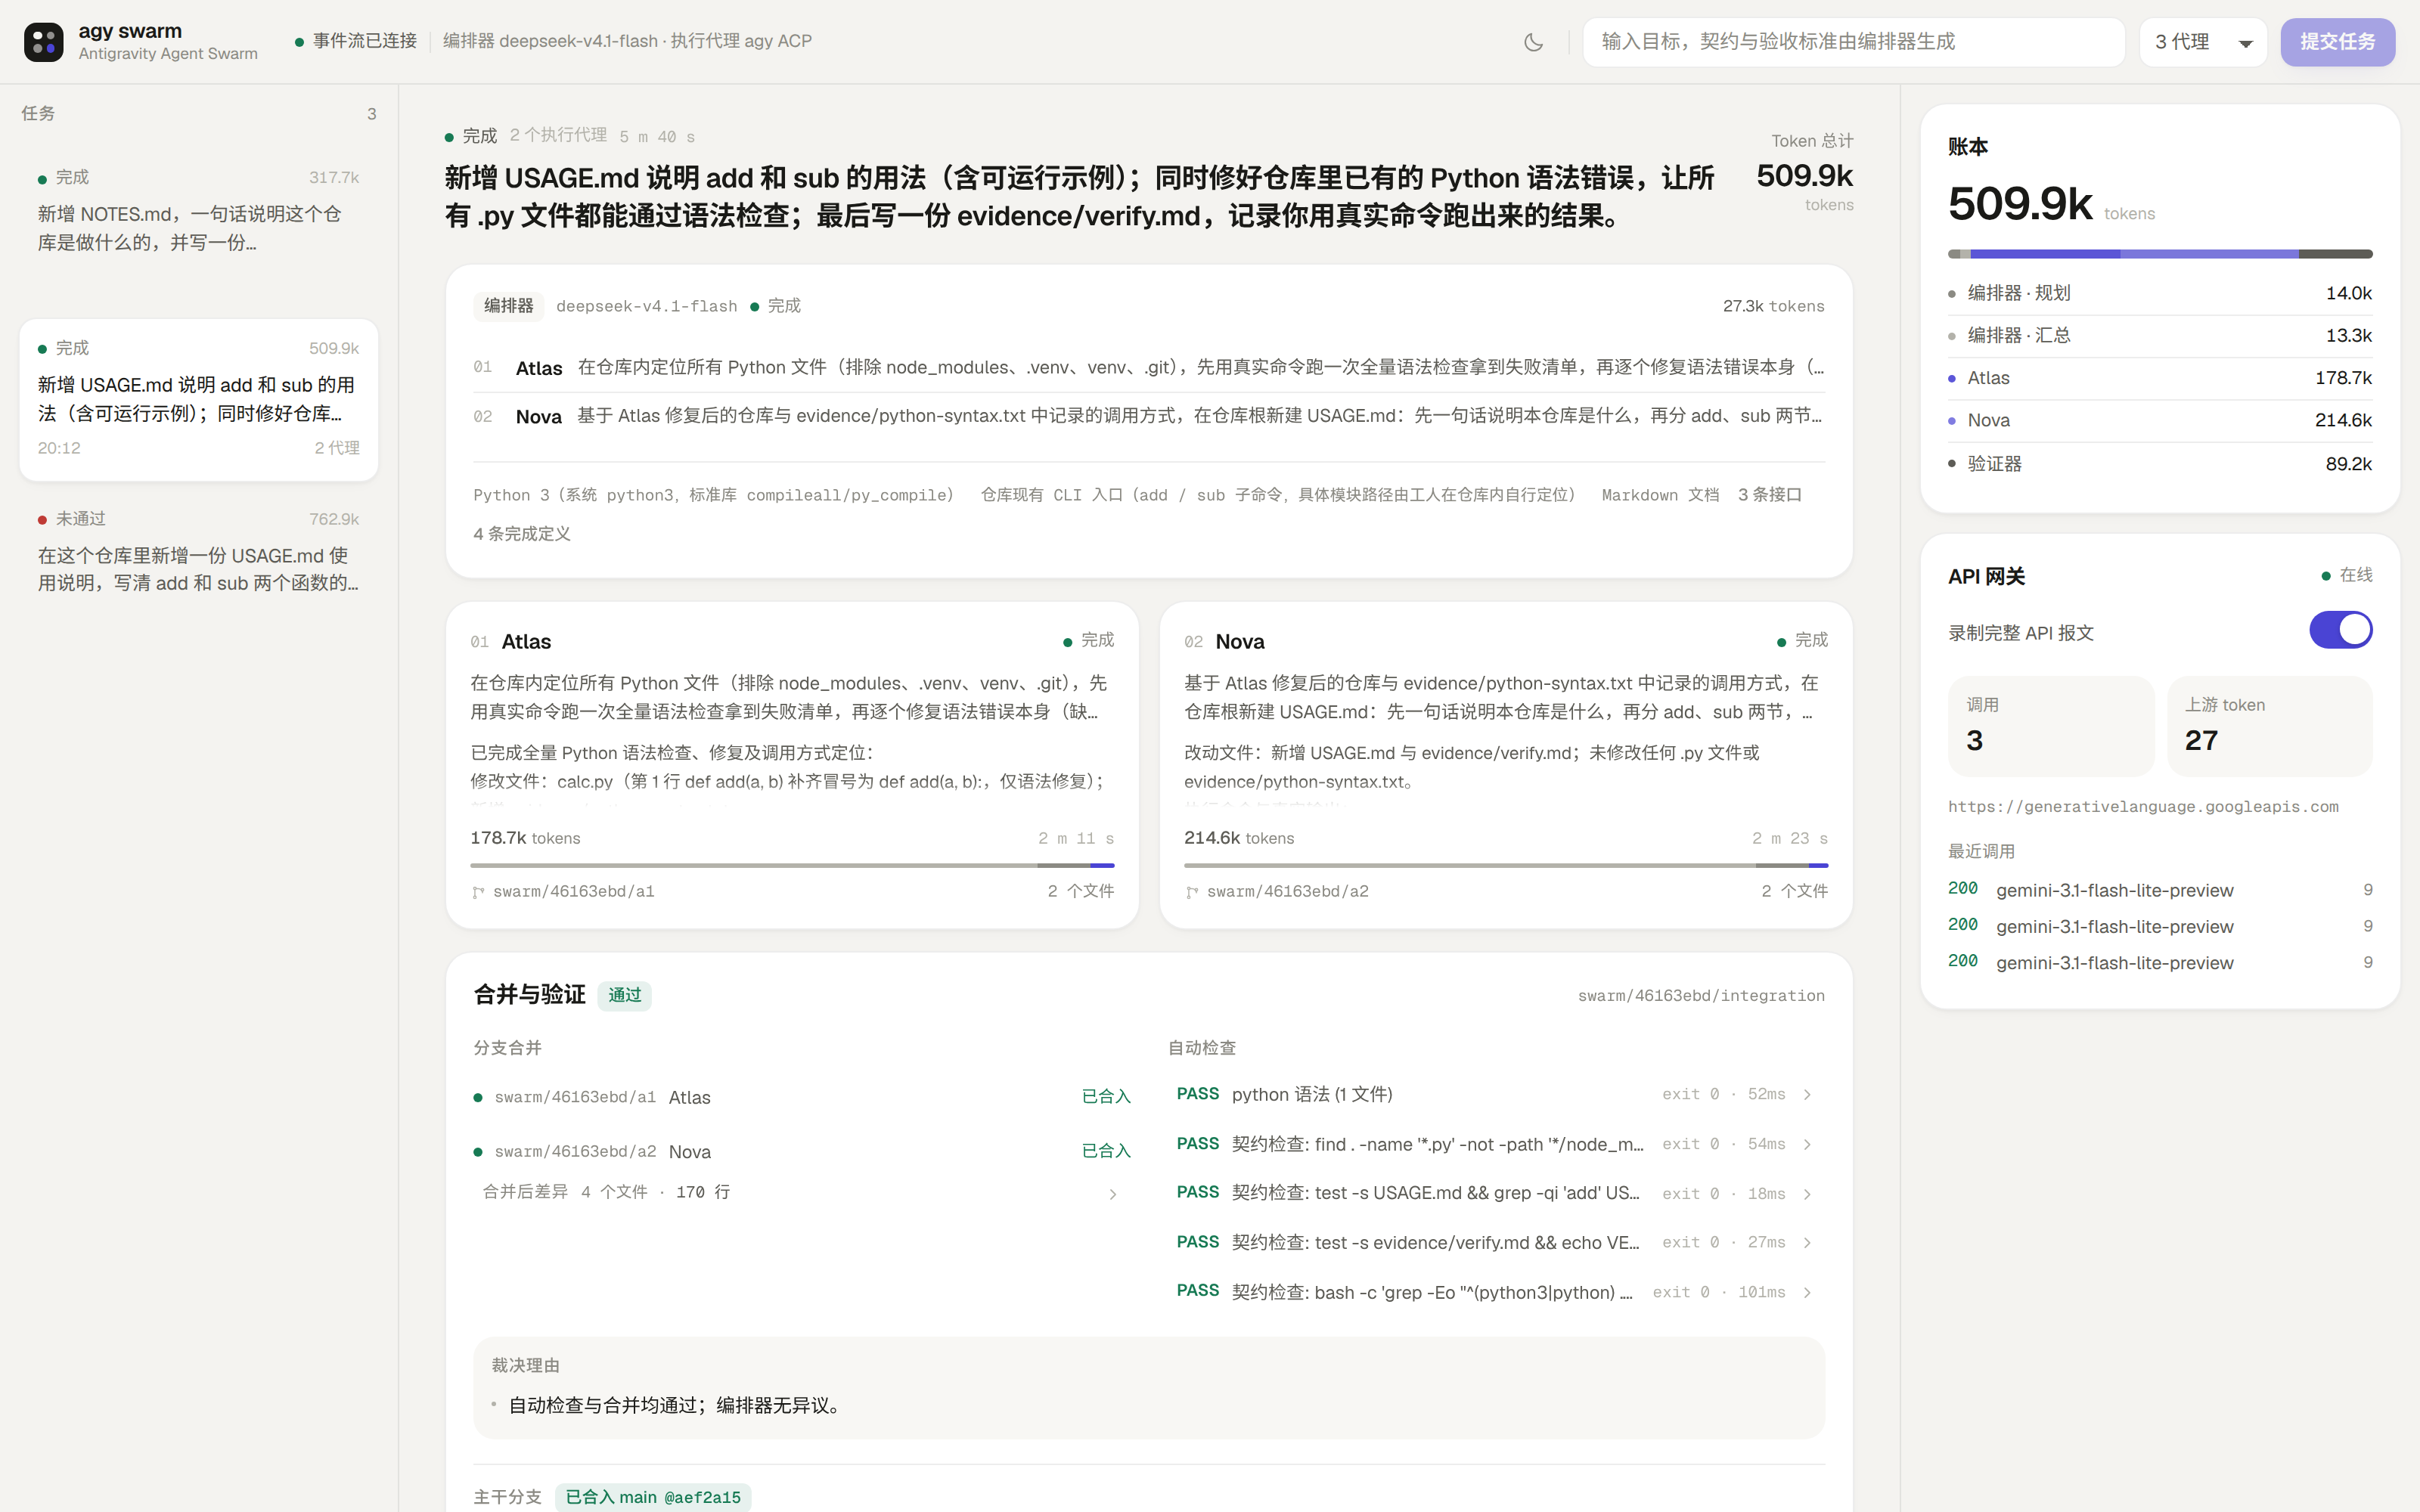 agy swarm
Antigravity Agent Swarm
事件流已连接
编排器 deepseek-v4.1-flash · 执行代理 agy ACP
输入目标，契约与验收标准由编排器生成
3 代理
提交任务
任务
3
完成
317.7k
新增 NOTES.md，一句话说明这个仓
库是做什么的，并写一份...
完成
509.9k
新增 USAGE.md 说明 add 和 sub 的用
法（含可运行示例）；同时修好仓库...
20:12
2 代理
未通过
762.9k
在这个仓库里新增一份 USAGE.md 使
用说明，写清 add 和 sub 两个函数的...
完成
2 个执行代理
5 m 40 s
新增 USAGE.md 说明 add 和 sub 的用法（含可运行示例）；同时修好仓库里已有的 Python 语法错误，让所
有 .py 文件都能通过语法检查；最后写一份 evidence/verify.md，记录你用真实命令跑出来的结果。
Token 总计
509.9k
tokens
编排器
deepseek-v4.1-flash
完成
27.3k tokens
01 Atlas 在仓库内定位所有 Python 文件（排除 node_modules、.venv、venv、.git），先用真实命令跑一次全量语法检查拿到失败清单，再逐个修复语法错误本身（...
02 Nova 基于 Atlas 修复后的仓库与 evidence/python-syntax.txt 中记录的调用方式，在仓库根新建 USAGE.md：先一句话说明本仓库是什么，再分 add、sub 两节...
Python 3（系统 python3, 标准库 compileall/py_compile） 仓库现有 CLI 入口（add / sub 子命令, 具体模块路径由工人在仓库内自行定位） Markdown 文档 3 条接口
4 条完成定义
01 Atlas
完成
在仓库内定位所有 Python 文件（排除 node_modules、.venv、venv、.git），先
用真实命令跑一次全量语法检查拿到失败清单，再逐个修复语法错误本身（缺...
已完成全量 Python 语法检查、修复及调用方式定位：
修改文件：calc.py（第 1 行 def add(a, b) 补齐冒号为 def add(a, b):，仅语法修复）；
178.7k tokens
2 m 11 s
swarm/46163ebd/a1
2 个文件
02 Nova
完成
基于 Atlas 修复后的仓库与 evidence/python-syntax.txt 中记录的调用方式，在
仓库根新建 USAGE.md：先一句话说明本仓库是什么，再分 add、sub 两节，...
改动文件：新增 USAGE.md 与 evidence/verify.md；未修改任何 .py 文件或
evidence/python-syntax.txt。
214.6k tokens
2 m 23 s
swarm/46163ebd/a2
2 个文件
合并与验证
通过
swarm/46163ebd/integration
分支合并
swarm/46163ebd/a1 Atlas
已合入
swarm/46163ebd/a2 Nova
已合入
合并后差异 4 个文件 · 170 行
自动检查
PASS python 语法 (1 文件) exit 0 · 52ms
PASS 契约检查: find . -name '*.py' -not -path '*/node_m... exit 0 · 54ms
PASS 契约检查: test -s USAGE.md && grep -qi 'add' US... exit 0 · 18ms
PASS 契约检查: test -s evidence/verify.md && echo VE... exit 0 · 27ms
PASS 契约检查: bash -c 'grep -Eo "^(python3|python) .... exit 0 · 101ms
裁决理由
自动检查与合并均通过；编排器无异议。
主干分支
已合入 main @aef2a15
账本
509.9k tokens
编排器 · 规划 14.0k
编排器 · 汇总 13.3k
Atlas 178.7k
Nova 214.6k
验证器 89.2k
API 网关
在线
录制完整 API 报文
调用
3
上游 token
27
https://generativelanguage.googleapis.com
最近调用
200 gemini-3.1-flash-lite-preview 9
200 gemini-3.1-flash-lite-preview 9
200 gemini-3.1-flash-lite-preview 9